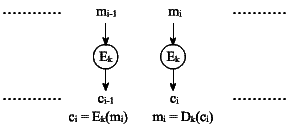 mᵢ₋₁ mᵢ
Eₖ Eₖ
cᵢ₋₁ cᵢ
cᵢ = Eₖ(mᵢ) mᵢ = Dₖ(cᵢ)